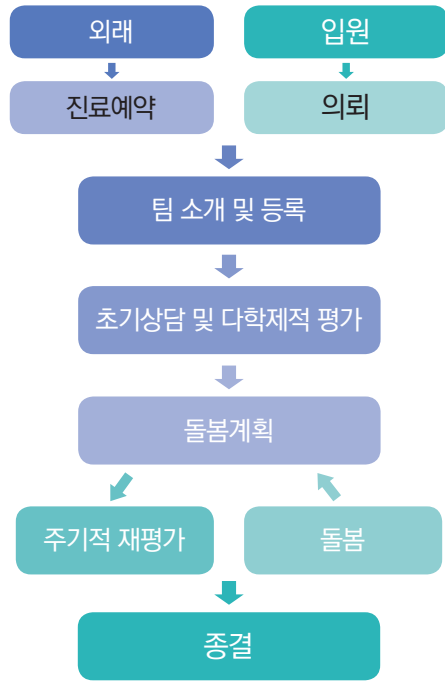 외래
입원
진료예약
의뢰
팀 소개 및 등록
초기상담 및 다학제적 평가
돌봄계획
주기적 재평가
돌봄
종결